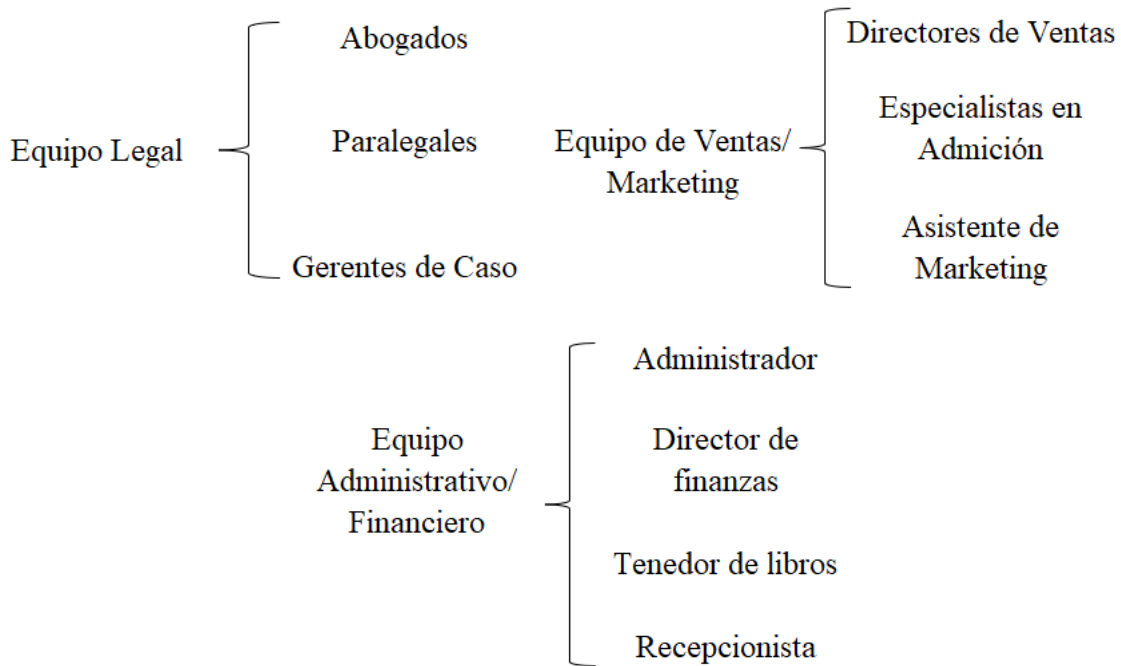 Equipo Legal
Abogados
Paralegales
Gerentes de Caso
Equipo de Ventas/
Marketing
Directores de Ventas
Especialistas en
Admición
Asistente de
Marketing
Equipo
Administrativo/
Financiero
Administrador
Director de
finanzas
Tenedor de libros
Recepcionista